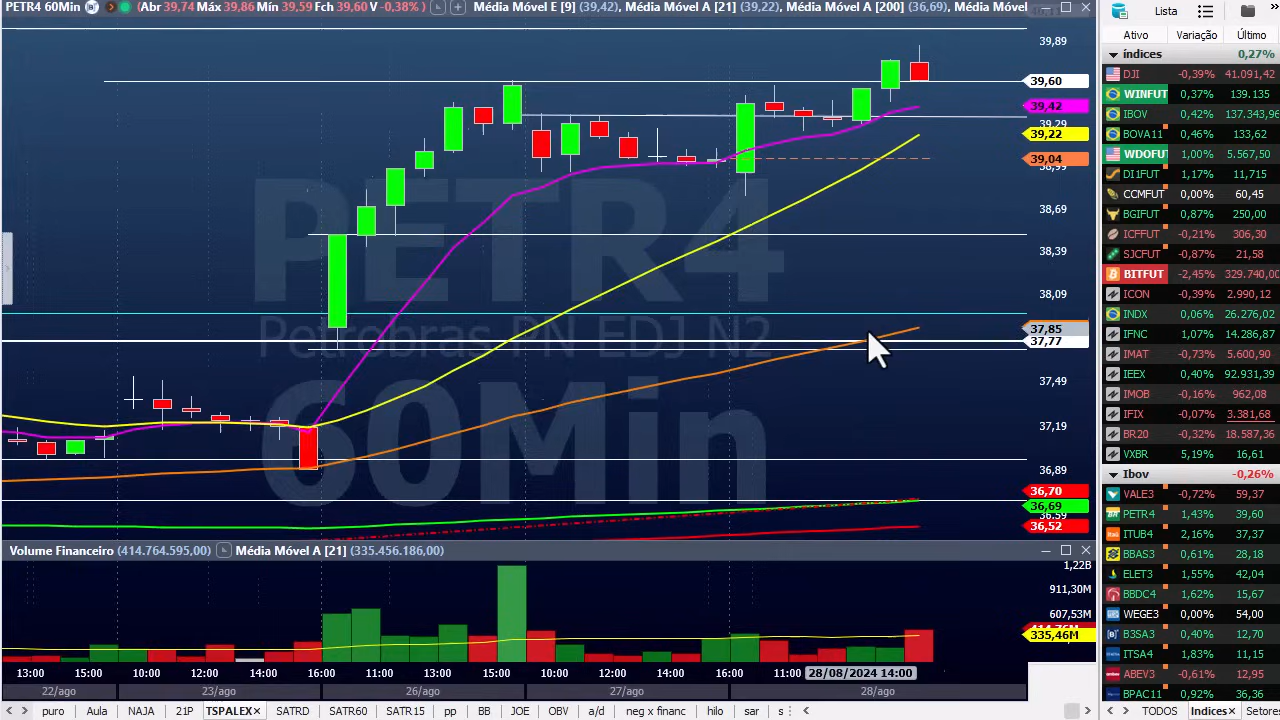 PETR4 60Min (Abr 39,74 Máx 39,86 Mín 39,59 Fch 39,60 V -0,38%) Média Móvel E [9] (39,42), Média Móvel A [21] (39,22), Média Móvel A [200] (36,69), Média Móvel
PETR4
Petrobras PN EDJ N2
60Min
39,89
39,60
39,42
39,29
39,22
39,04
38,99
38,69
38,39
38,09
37,85
37,77
37,49
37,19
36,89
36,70
36,69
36,59
36,52
Volume Financeiro (414.764.595,00) Média Móvel A [21] (335.456.186,00)
1,22B
911,30M
607,53M
335,46M
13:00 10:00 12:00 14:00 16:00 11:00 13:00 15:00 10:00 12:00 14:00 16:00 11:00 28/08/2024 14:00
22/ago 23/ago 26/ago 27/ago 28/ago
puro Aula NAJA 21P TSPALEX SATRD SATR60 SATR15 pp BB JOE OBV a/d neg x financ hilo sar s
Lista
Ativo Variação Último
índices 0,27%
DJI -0,39% 41.091,42
WINFUT 0,37% 139.135
IBOV 0,42% 137.343,96
BOVA11 0,46% 133,62
WDOFUT 1,00% 5.567,50
DI1FUT 1,17% 11,715
CCMFUT 0,00% 60,45
BGIFUT 0,87% 250,00
ICFFUT -0,21% 306,30
SJCFUT -0,87% 21,58
BITFUT -2,45% 329.740,00
ICON -0,39% 2.990,12
INDX 0,06% 26.276,02
IFNC 1,07% 14.286,87
IMAT -0,73% 5.600,90
IEEX 0,40% 92.931,39
IMOB -0,16% 962,08
IFIX -0,07% 3.381,68
BR20 -0,32% 18.587,36
VXBR 5,19% 16,61
Ibov -0,26%
VALE3 -0,72% 59,37
PETR4 1,43% 39,60
ITUB4 2,16% 37,37
BBAS3 0,61% 28,18
ELET3 1,55% 42,04
BBDC4 1,62% 15,67
WEGE3 0,00% 54,00
B3SA3 0,40% 12,70
ITSA4 1,83% 11,15
ABEV3 -0,61% 12,95
BPAC11 0,92% 36,36
TODOS Indices Setores